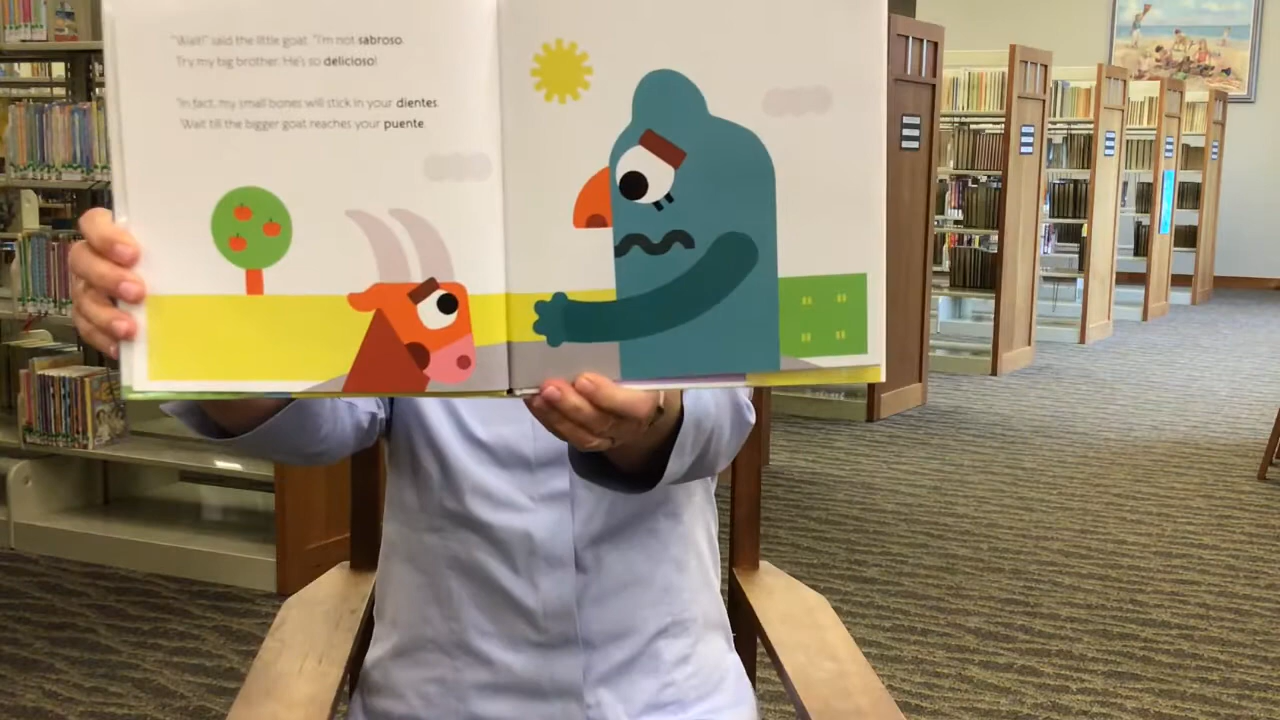 "Wait!" said the little goat. "I'm not sabroso.
Try my big brother. He's so delicioso!
"In fact, my small bones will stick in your dientes.
Wait till the bigger goat reaches your puente.